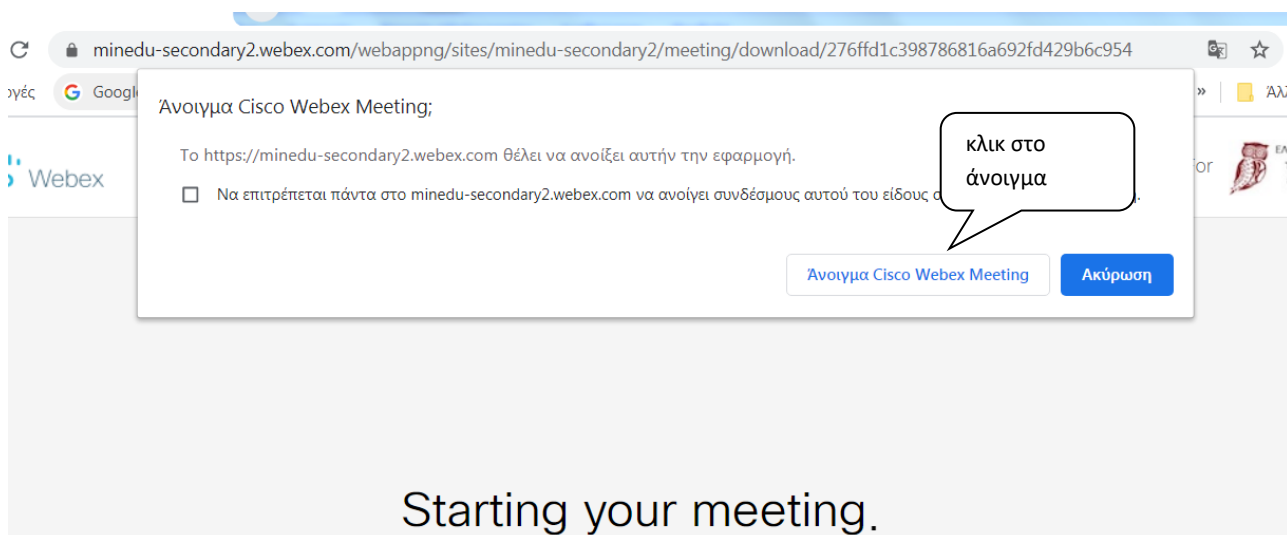 minedu-secondary2.webex.com/webappng/sites/minedu-secondary2/meeting/download/276ffd1c398786816a692fd429b6c954
G Googl
»
Άνοιγμα Cisco Webex Meeting;
Το https://minedu-secondary2.webex.com θέλει να ανοίξει αυτήν την εφαρμογή.
κλικ στο
άνοιγμα
Webex
Να επιτρέπεται πάντα στο minedu-secondary2.webex.com να ανοίγει συνδέσμους αυτού του είδους
Άνοιγμα Cisco Webex Meeting
Ακύρωση
Starting your meeting.